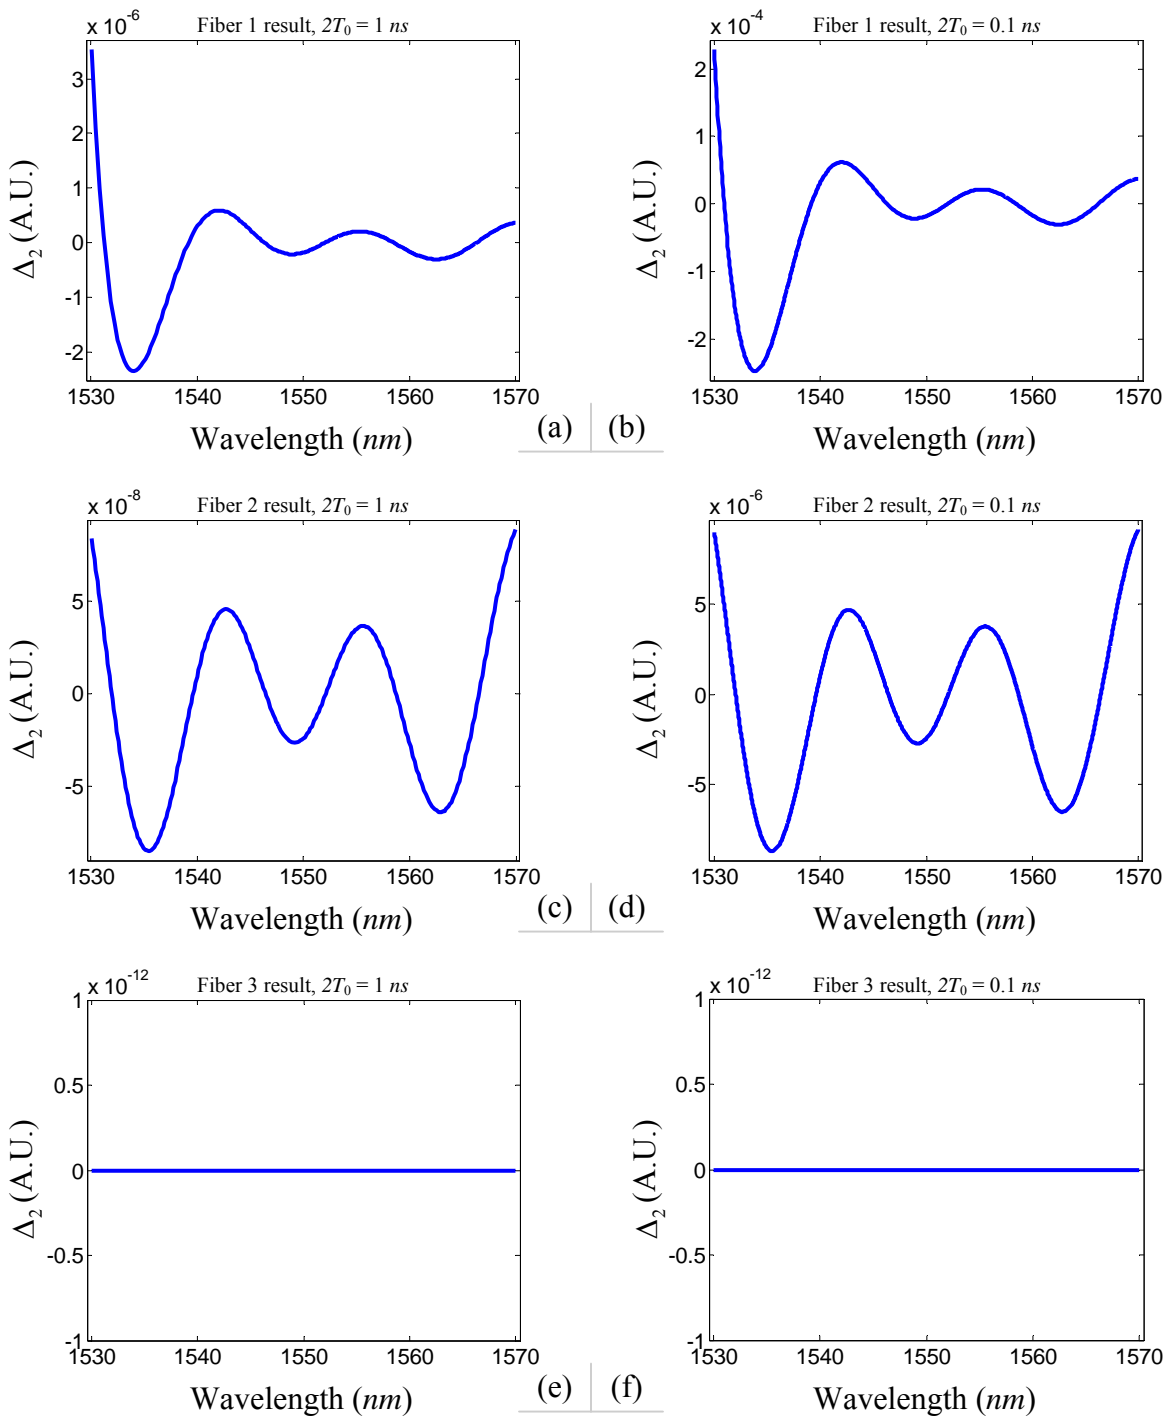 x 10^-6 Fiber 1 result, 2T₀ = 1 ns
3
2
1
0
-1
-2
Δ₂ (A.U.)
1530 1540 1550 1560 1570
Wavelength (nm)
(a)
x 10^-4 Fiber 1 result, 2T₀ = 0.1 ns
2
1
0
-1
-2
Δ₂ (A.U.)
1530 1540 1550 1560 1570
Wavelength (nm)
(b)
x 10^-8 Fiber 2 result, 2T₀ = 1 ns
5
0
-5
Δ₂ (A.U.)
1530 1540 1550 1560 1570
Wavelength (nm)
(c)
x 10^-6 Fiber 2 result, 2T₀ = 0.1 ns
5
0
-5
Δ₂ (A.U.)
1530 1540 1550 1560 1570
Wavelength (nm)
(d)
x 10^-12 Fiber 3 result, 2T₀ = 1 ns
1
0.5
0
-0.5
-1
Δ₂ (A.U.)
1530 1540 1550 1560 1570
Wavelength (nm)
(e)
x 10^-12 Fiber 3 result, 2T₀ = 0.1 ns
1
0.5
0
-0.5
-1
Δ₂ (A.U.)
1530 1540 1550 1560 1570
Wavelength (nm)
(f)